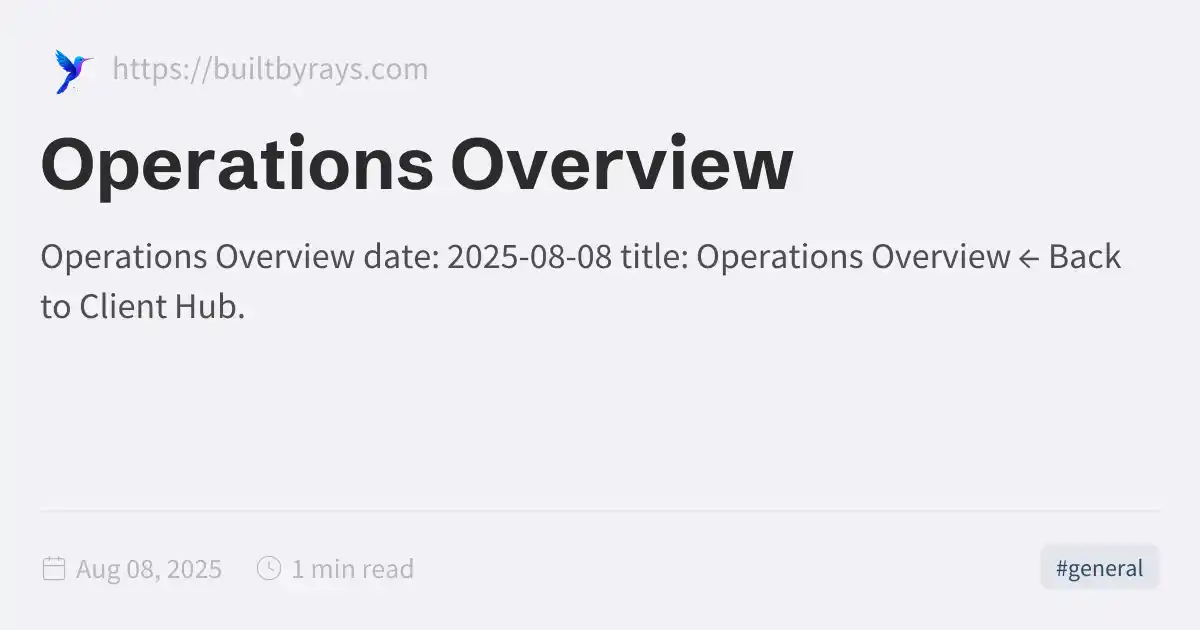 https://builtbyrays.com
Operations Overview
Operations Overview date: 2025-08-08 title: Operations Overview ← Back
to Client Hub.
Aug 08, 2025
1 min read
#general